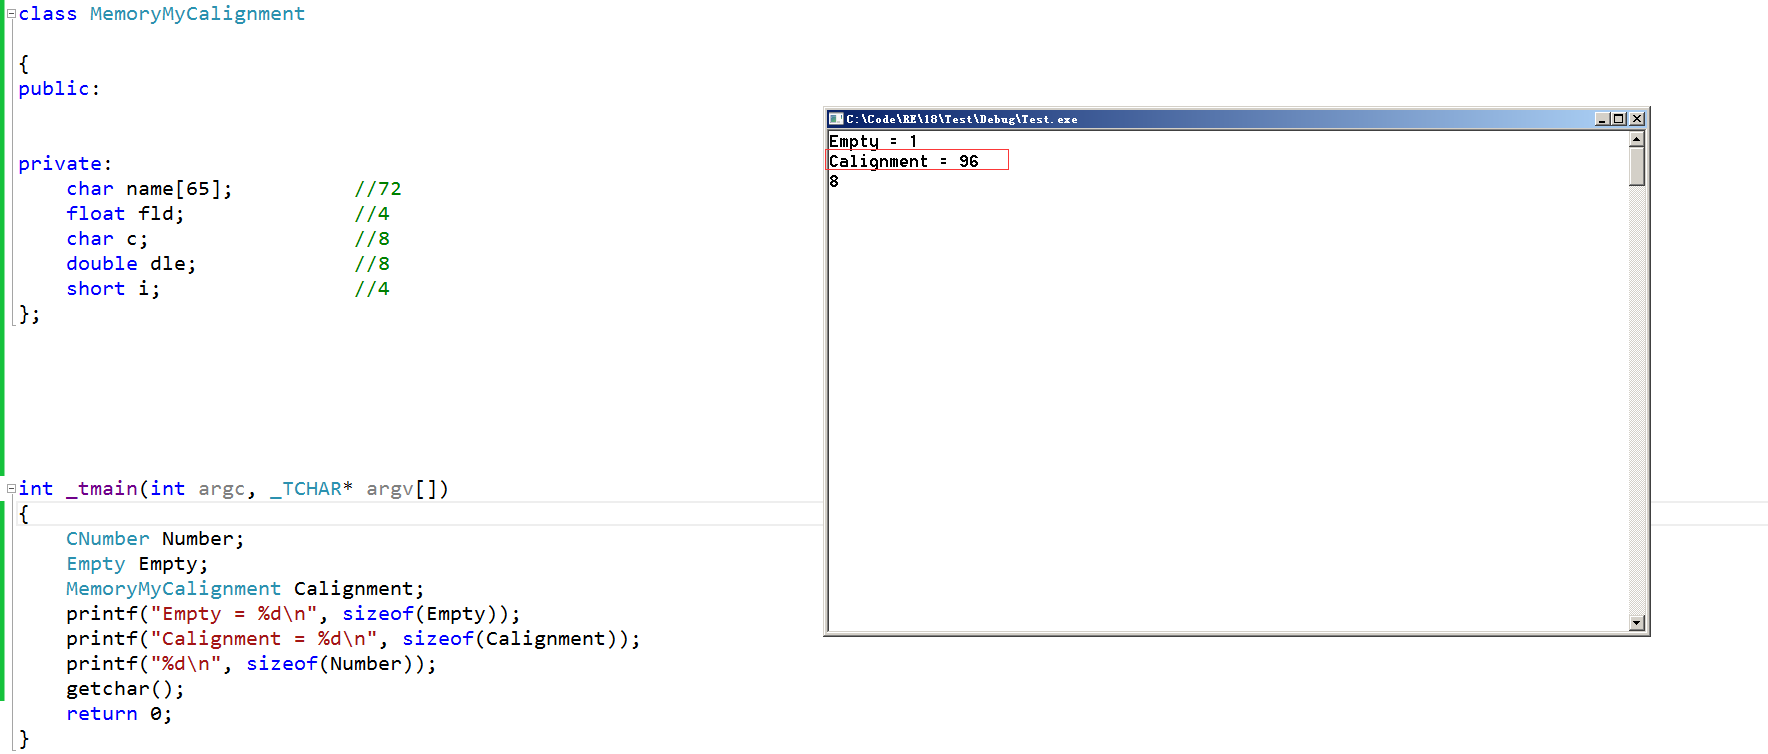 class MemoryMyCalignment
{
public:
private:
    char name[65];          //72
    float fld;              //4
    char c;                 //8
    double dle;             //8
    short i;                //4
};
int _tmain(int argc, _TCHAR* argv[])
{
    CNumber Number;
    Empty Empty;
    MemoryMyCalignment Calignment;
    printf("Empty = %d\n", sizeof(Empty));
    printf("Calignment = %d\n", sizeof(Calignment));
    printf("%d\n", sizeof(Number));
    getchar();
    return 0;
}
C:\Code\RE\18\Test\Debug\Test.exe
Empty = 1
Calignment = 96
8